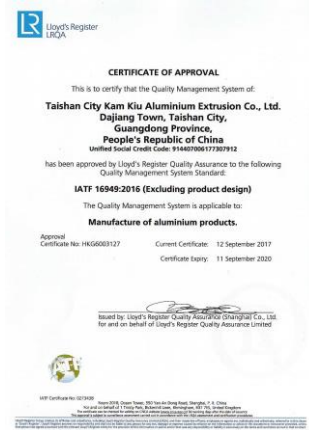 Lloyd's Register
LRQA
CERTIFICATE OF APPROVAL
This is to certify that the Quality Management System of:
Taishan City Kam Kiu Aluminium Extrusion Co., Ltd.
Dajiang Town, Taishan City,
Guangdong Province,
People's Republic of China
Unified Social Credit Code: 914407006177307912
has been approved by Lloyd's Register Quality Assurance to the following
Quality Management System Standard:
IATF 16949:2016 (Excluding product design)
The Quality Management System is applicable to:
Manufacture of aluminium products.
Approval
Certificate No: HKG6003127 Current Certificate: 12 September 2017
Certificate Expiry: 11 September 2020
Issued by: Lloyd's Register Quality Assurance (Shanghai) Co., Ltd.
for and on behalf of Lloyd's Register Quality Assurance Limited